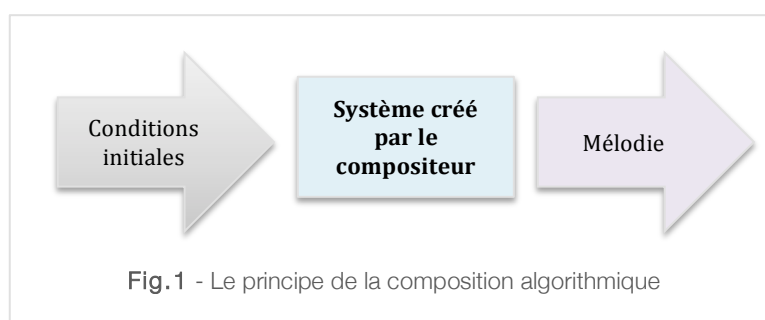 Conditions
initiales
Système créé
par le
compositeur
Mélodie
Fig.1 - Le principe de la composition algorithmique